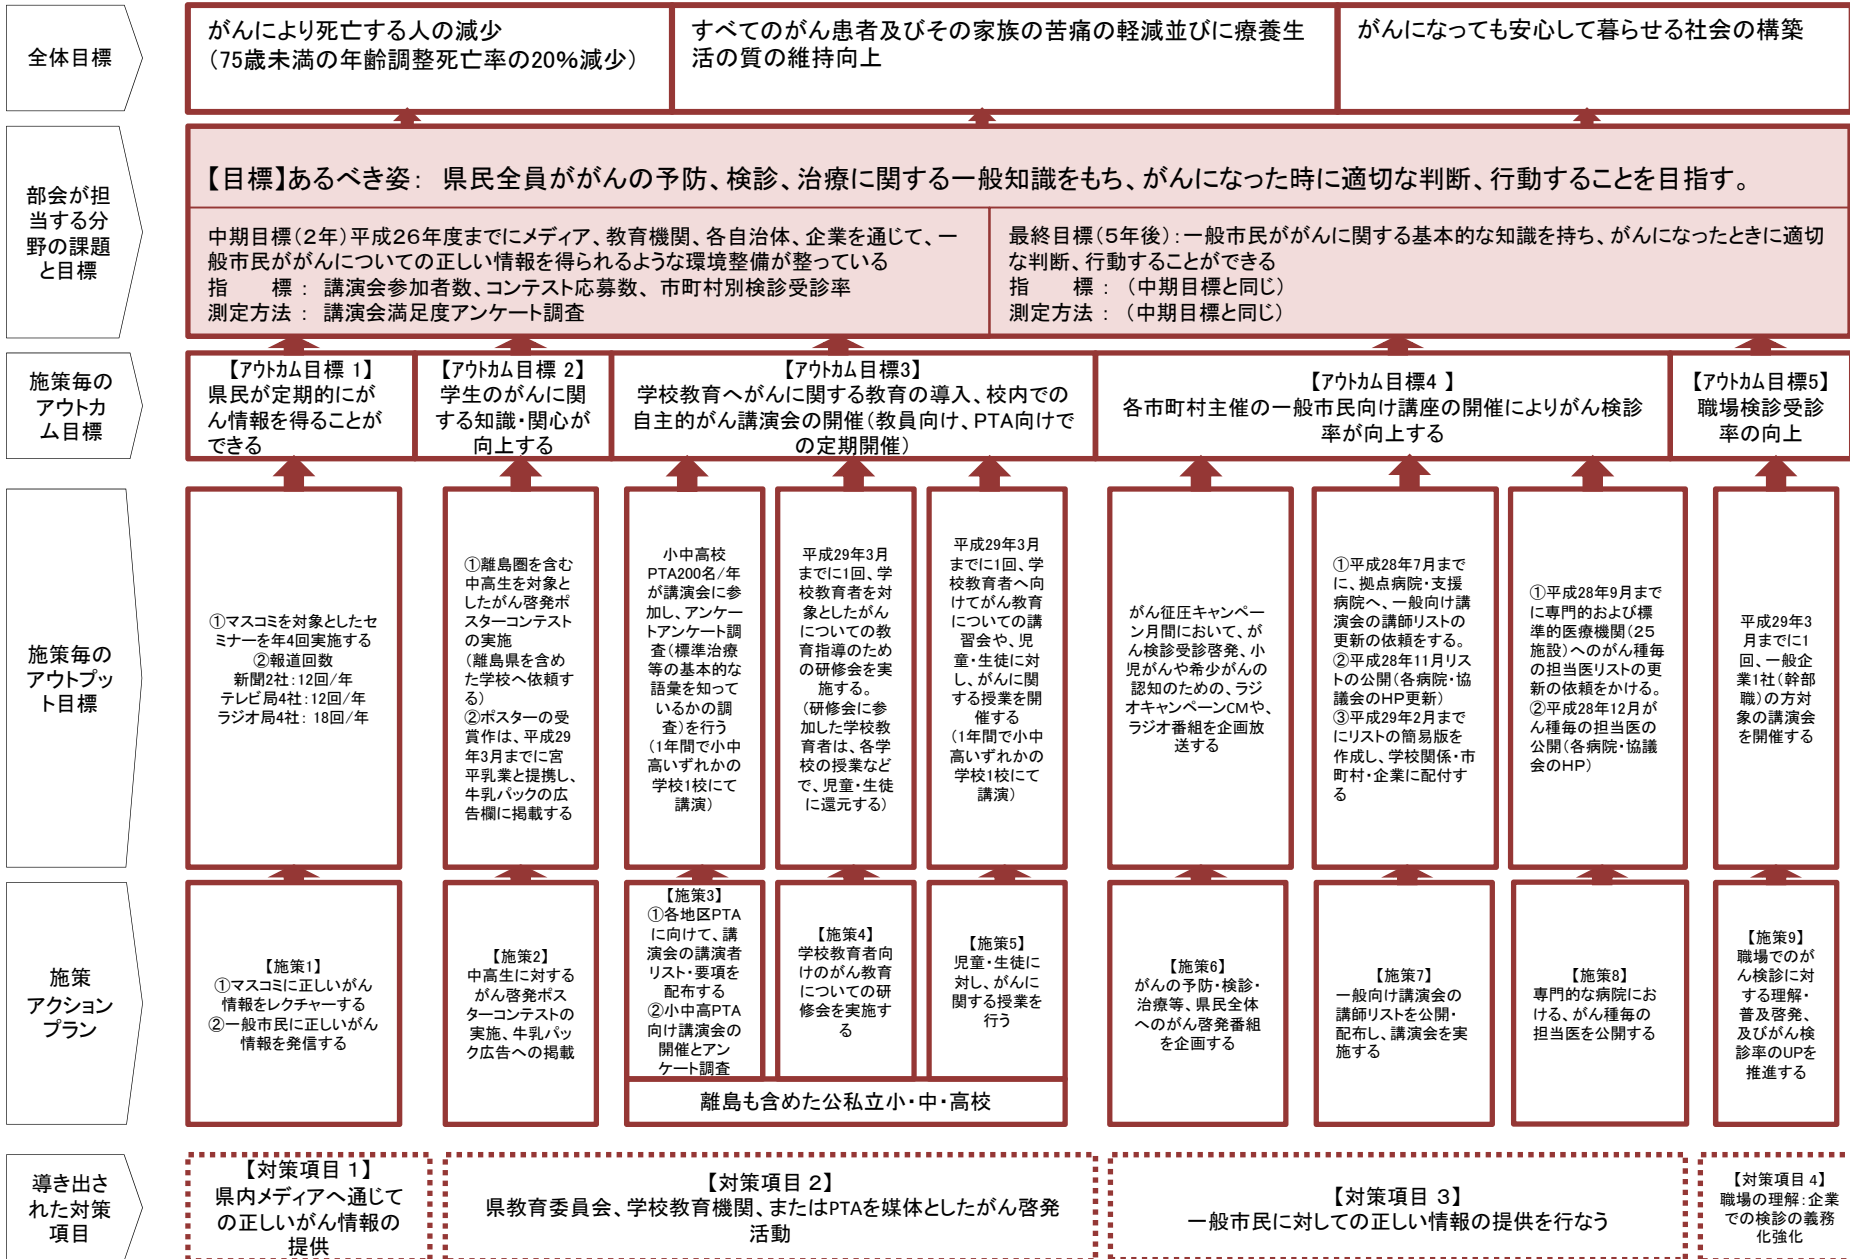 全体目標
がんにより死亡する人の減少
(75歳未満の年齢調整死亡率の20%減少)
すべてのがん患者及びその家族の苦痛の軽減並びに療養生
活の質の維持向上
がんになっても安心して暮らせる社会の構築
部会が担
当する分
野の課題
と目標
【目標】あるべき姿: 県民全員ががんの予防、検診、治療に関する一般知識をもち、がんになった時に適切な判断、行動することを目指す。
中期目標(2年)平成26年度までにメディア、教育機関、各自治体、企業を通じて、一
般市民ががんについての正しい情報を得られるような環境整備が整っている
指 標 : 講演会参加者数、コンテスト応募数、 市町村別検診受診率
測定方法 : 講演会満足度アンケート調査
最終目標(5年後):一般市民ががんに関する基本的な知識を持ち、がんになったときに適切
な判断、行動することができる
指 標 : (中期目標と同じ)
測定方法 : (中期目標と同じ)
施策毎の
アウトカ
ム目標
【アウトカム目標 1】
県民が定期的にが
ん情報を得ることが
できる
【アウトカム目標 2】
学生のがんに関
する知識・関心が
向上する
【アウトカム目標3】
学校教育へがんに関する教育の導入、校内での
自主的がん講演会の開催(教員向け、PTA向けで
の定期開催)
【アウトカム目標4 】
各市町村主催の一般市民向け講座の開催によりがん検診
率が向上する
【アウトカム目標5】
職場検診受診
率の向上
施策毎の
アウトプッ
ト目標
①マスコミを対象としたセ
ミナーを年4回実施する
②報道回数
新聞2社:12回/年
テレビ局4社:12回/年
ラジオ局4社: 18回/年
①離島圏を含む
中高生を対象と
したがん啓発ポ
スターコンテスト
の実施
(離島県を含め
た学校へ依頼す
る)
②ポスターの受
賞作は、平成29
年3月までに宮
平乳業と提携し、
牛乳パックの広
告欄に掲載する
小中高校
PTA200名/年
が講演会に参
加し、アンケー
トアンケート調
査(標準治療
等の基本的な
語彙を知って
いるかの調
査)を行う
(1年間で小中
高いずれかの
学校1校にて
講演)
平成29年3月
までに1回、学
校教育者を対
象としたがん
についての教
育指導のため
の研修会を実
施する。
(研修会に参
加した学校教
育者は、各学
校の授業など
で、児童・生徒
に還元する)
平成29年3月
までに1回、学
校教育者へ向
けてがん教育
についての講
習会や、児
童・生徒に対
し、がんに関
する授業を開
催する
(1年間で小中
高いずれかの
学校1校にて
講演)
がん征圧キャンペー
ン月間において、が
ん検診受診啓発、小
児がんや希少がんの
認知のための、ラジ
オキャンペーンCMや、
ラジオ番組を企画放
送する
①平成28年7月まで
に、拠点病院・支援
病院へ、一般向け講
演会の講師リストの
更新の依頼をする。
②平成28年11月リス
トの公開(各病院・協
議会のHP更新)
③平成29年2月まで
にリストの簡易版を
作成し、学校関係・市
町村・企業に配付す
る
①平成28年9月まで
に専門的および標
準的医療機関(25
施設)へのがん種毎
の担当医リストの更
新の依頼をかける。
②平成28年12月が
ん種毎の担当医の
公開(各病院・協議
会のHP)
平成29年3
月までに1
回、一般企
業1社(幹部
職)の方対
象の講演会
を開催する
施策
アクション
プラン
【施策1】
①マスコミに正しいがん
情報をレクチャーする
②一般市民に正しいがん
情報を発信する
【施策2】
中高生に対する
がん啓発ポス
ターコンテストの
実施、牛乳パッ
ク広告への掲載
【施策3】
①各地区PTA
に向けて、講
演会の講演者
リスト・要項を
配布する
②小中高PTA
向け講演会の
開催とアン
ケート調査
【施策4】
学校教育者向
けのがん教育
についての研
修会を実施す
る
【施策5】
児童・生徒に
対し、がんに
関する授業を
行う
離島も含めた公私立小・中・高校
【施策6】
がんの予防・検診・
治療等、県民全体
へのがん啓発番組
を企画する
【施策7】
一般向け講演会の
講師リストを公開・
配布し、講演会を実
施する
【施策8】
専門的な病院にお
ける、がん種毎の
担当医を公開する
【施策9】
職場でのが
ん検診に対
する理解・
普及啓発、
及びがん検
診率のUPを
推進する
導き出さ
れた対策
項目
【対策項目 1】
県内メディアへ通じて
の正しいがん情報の
提供
【対策項目 2】
県教育委員会、学校教育機関、またはPTAを媒体としたがん啓発
活動
【対策項目 3】
一般市民に対しての正しい情報の提供を行なう
【対策項目 4】
職場の理解:企業
での検診の義務
化強化